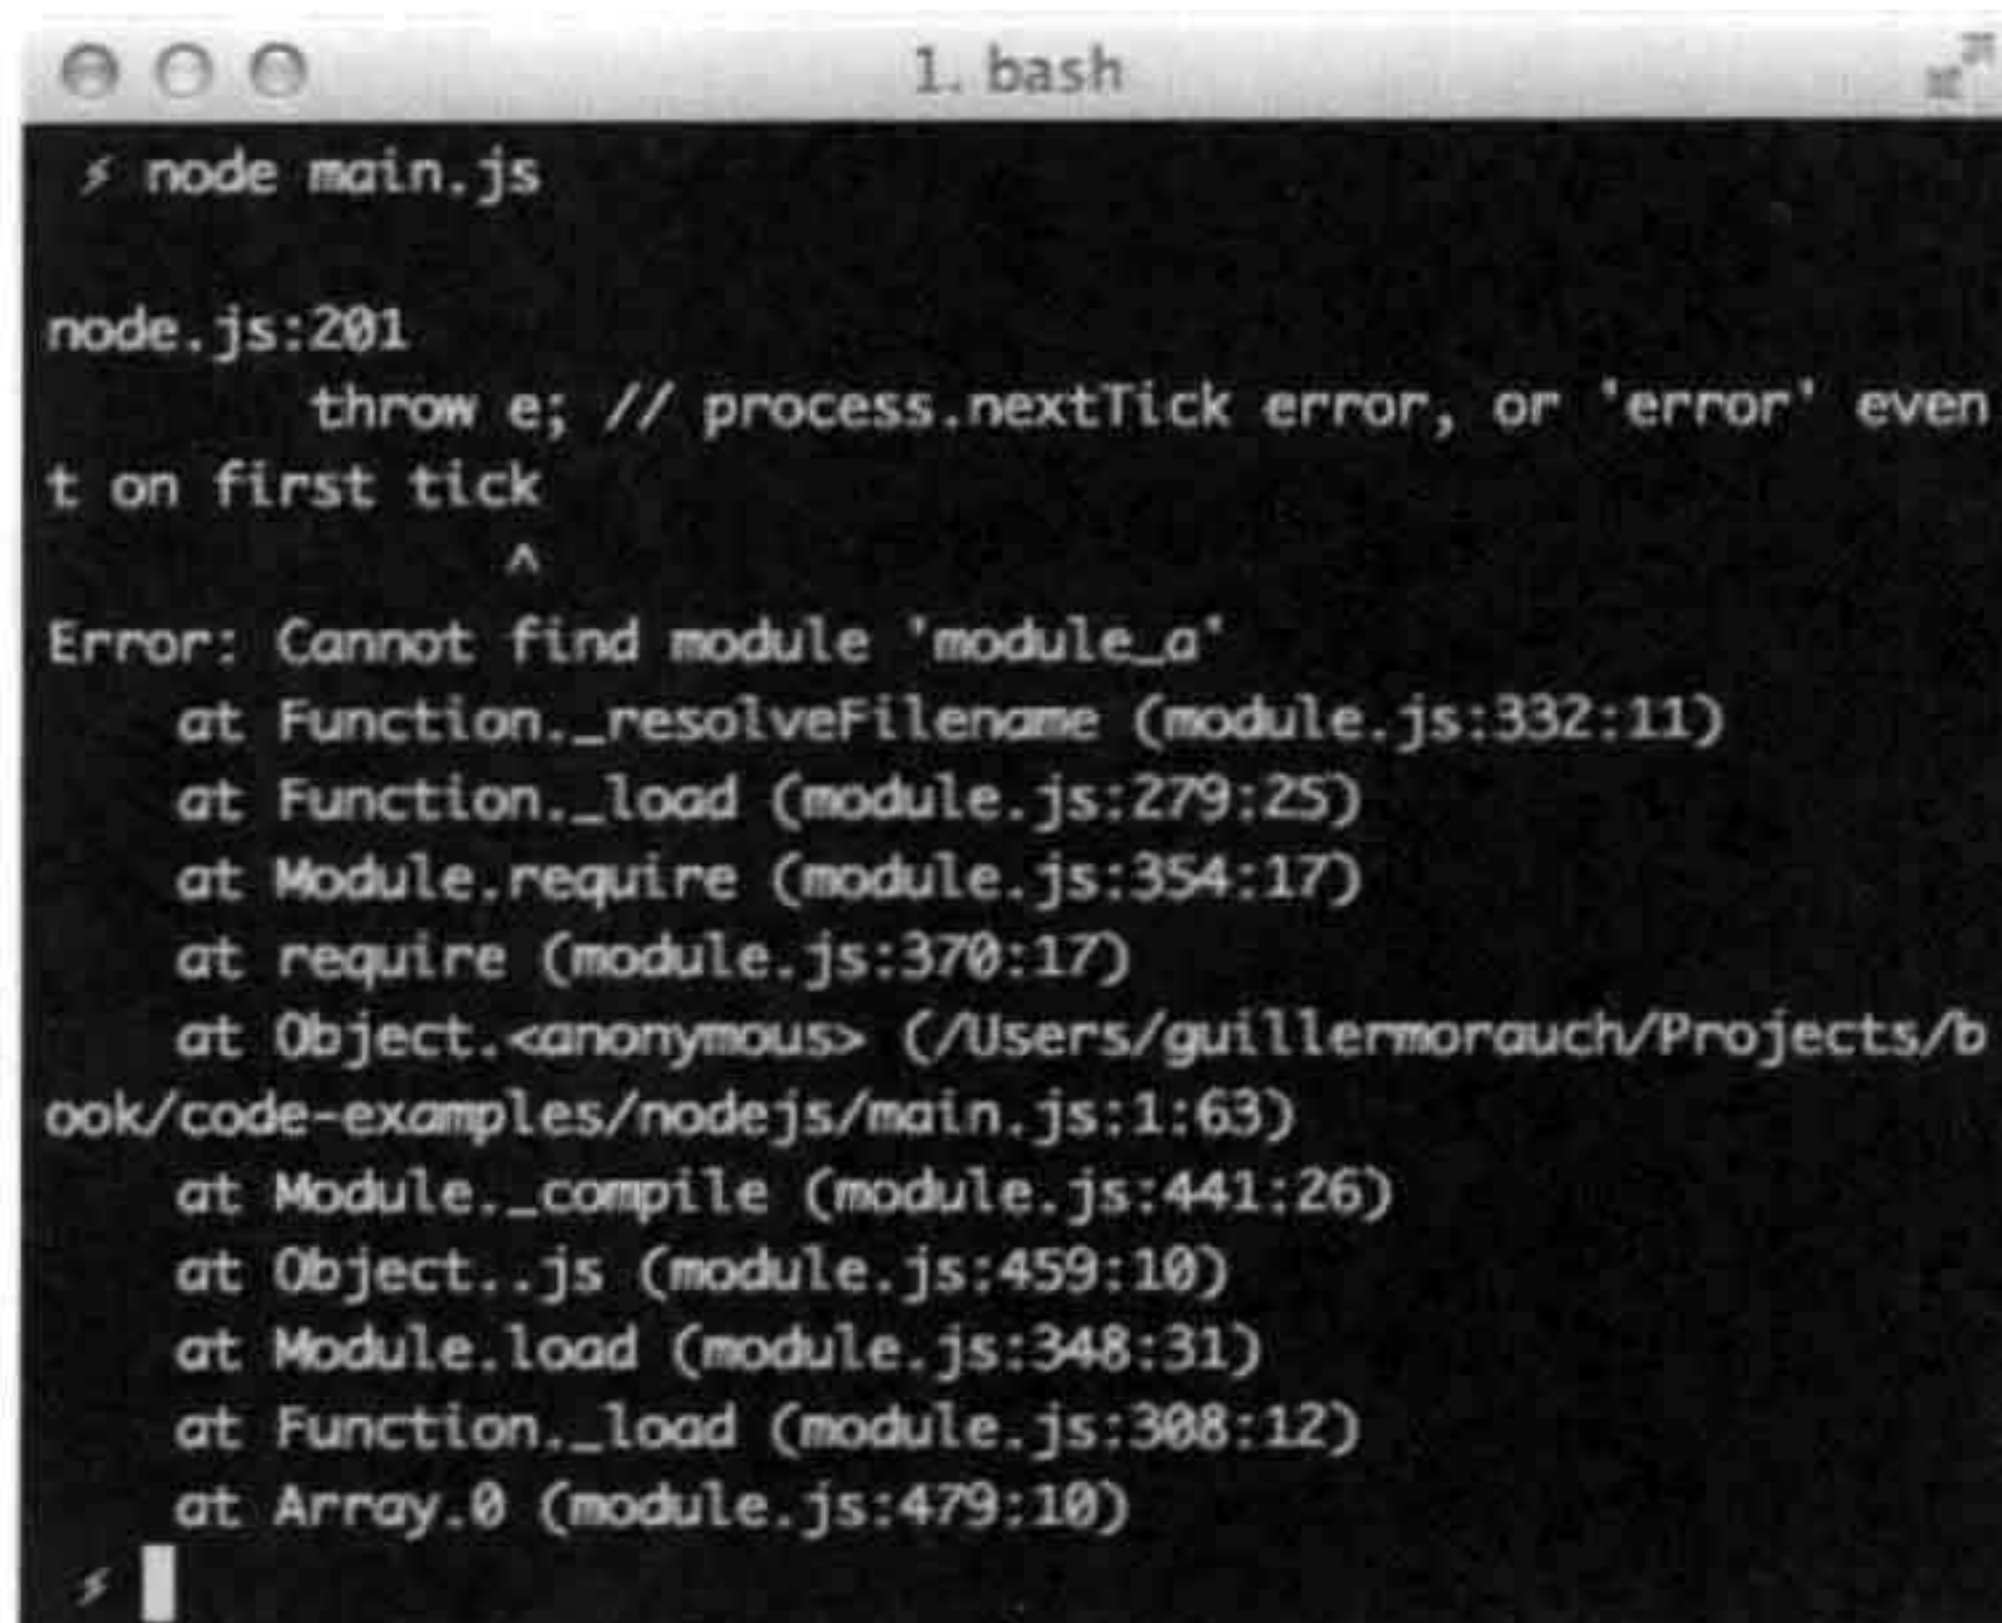 1. bash
node main.js
node.js:201
throw e; // process.nextTick error, or 'error' even
t on first tick
^
Error: Cannot find module 'module_a'
at Function._resolveFilename (module.js:332:11)
at Function._load (module.js:279:25)
at Module.require (module.js:354:17)
at require (module.js:370:17)
at Object.<anonymous> (/Users/guillermorauch/Projects/b
ook/code-examples/nodejs/main.js:1:63)
at Module._compile (module.js:441:26)
at Object..js (module.js:459:10)
at Module.load (module.js:348:31)
at Function._load (module.js:308:12)
at Array.0 (module.js:479:10)